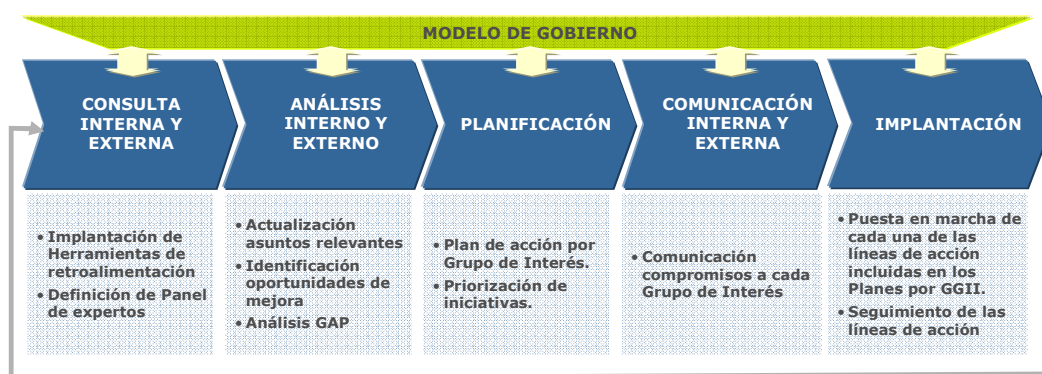 MODELO DE GOBIERNO
CONSULTA
INTERNA Y
EXTERNA
ANÁLISIS
INTERNO Y
EXTERNO
PLANIFICACIÓN
COMUNICACIÓN
INTERNA Y
EXTERNA
IMPLANTACIÓN
• Implantación de
Herramientas de
retroalimentación
• Definición de Panel
de expertos
• Actualización
asuntos relevantes
• Identificación
oportunidades de
mejora
• Análisis GAP
• Plan de acción por
Grupo de Interés.
• Priorización de
iniciativas.
• Comunicación
compromisos a cada
Grupo de Interés
• Puesta en marcha de
cada una de las
líneas de acción
incluidas en los
Planes por GGII.
• Seguimiento de las
líneas de acción